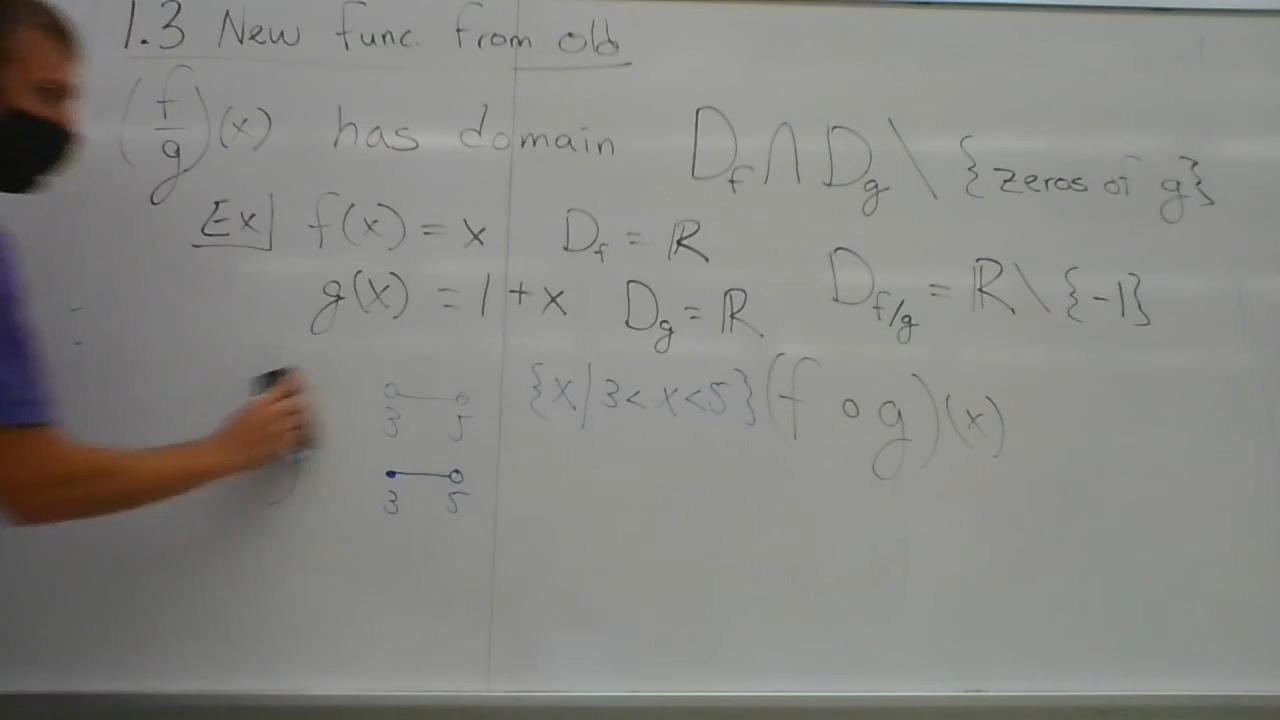 1.3 New func. from old
(f/g)(x) has domain D_f ∩ D_g \ {zeros of g}
Ex] f(x) = x D_f = ℝ
g(x) = 1 + x D_g = ℝ D_{f/g} = ℝ \ {-1}
{x | 3 < x < 5} (f ∘ g)(x)
3 5
3 5